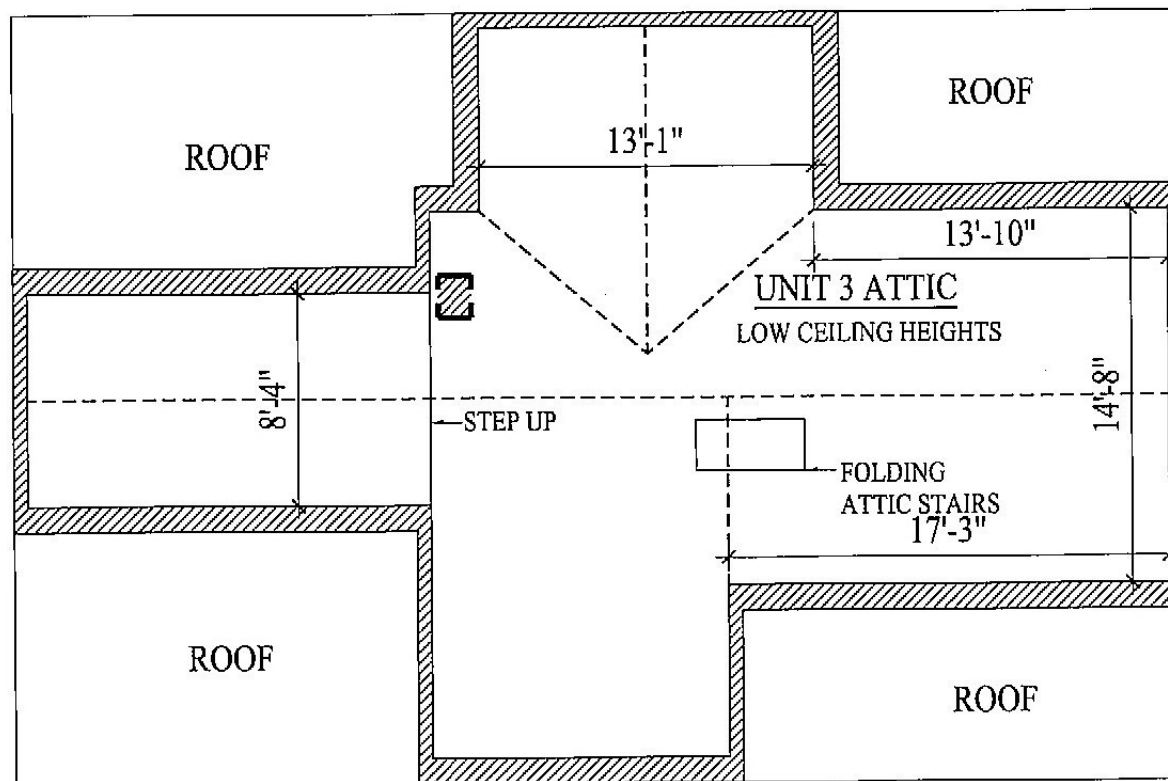 ROOF
ROOF
13'-1"
13'-10"
UNIT 3 ATTIC
LOW CEILING HEIGHTS
8'-4"
14'-8"
STEP UP
FOLDING
ATTIC STAIRS
17'-3"
ROOF
ROOF